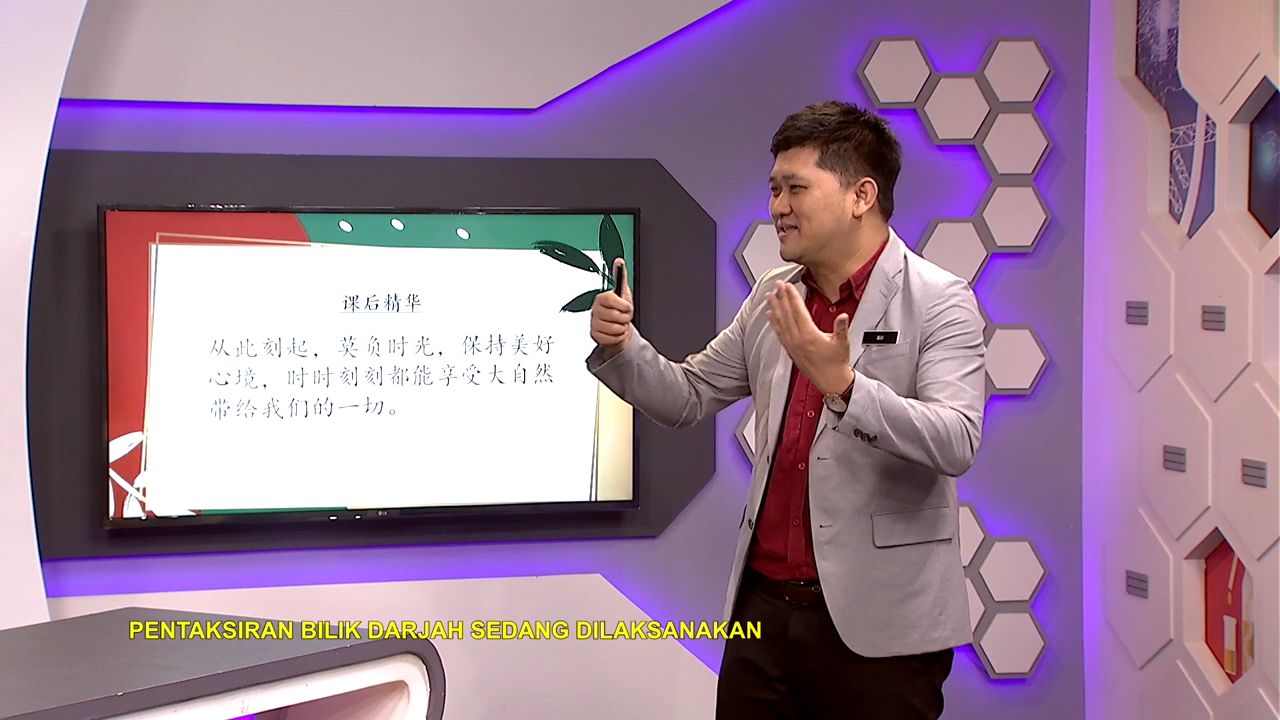 课后精华
从此刻起，莫负时光，保持美好
心境，时时刻刻都能享受大自然
带给我们的一切。
PENTAKSIRAN BILIK DARJAH SEDANG DILAKSANAKAN